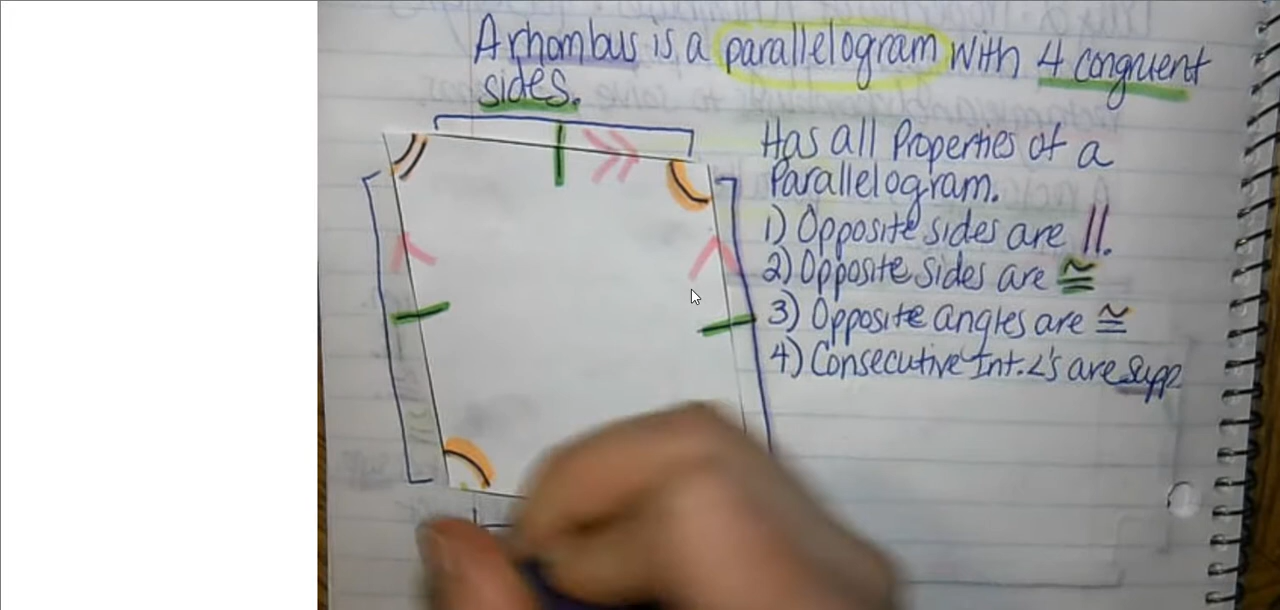 A rhombus is a parallelogram with 4 congruent
sides.
Has all Properties of a
Parallelogram.
1) Opposite sides are ||.
2) Opposite sides are ≅
3) Opposite angles are ≅
4) Consecutive Int. ∠'s are supp